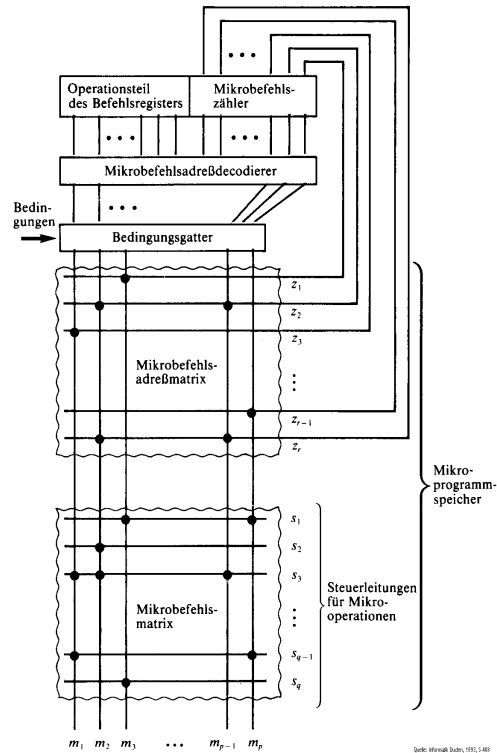 Operationsteil
des Befehlsregisters
Mikrobefehls-
zähler
Mikrobefehlsadreßdecodierer
Bedin-
gungen
Bedingungsgatter
z1
z2
z3
Mikrobefehls-
adreßmatrix
zr−1
zr
Mikro-
programm-
speicher
s1
s2
s3
Steuerleitungen
für Mikro-
operationen
Mikrobefehls-
matrix
sq−1
sq
m1 m2 m3 ... mp−1 mp
Quelle: Informatik Duden, 1993, S 408